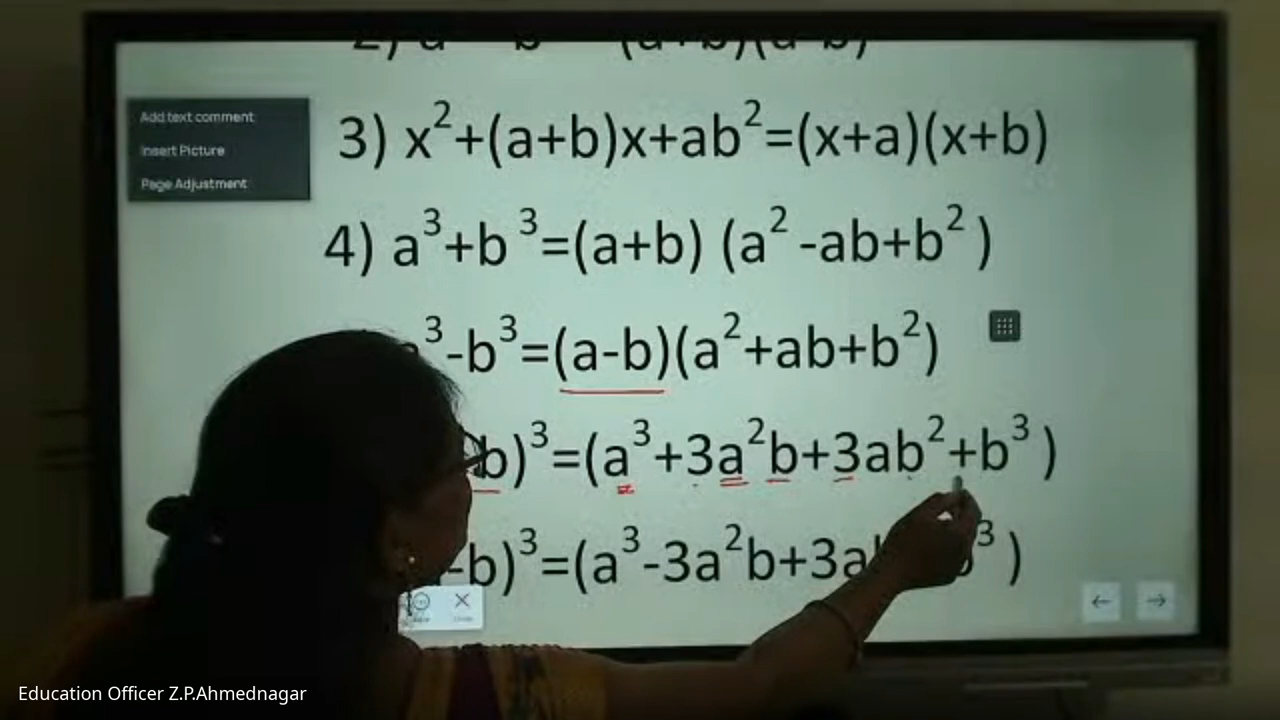 3) x²+(a+b)x+ab²=(x+a)(x+b)
Add text comment
Insert Picture
Page Adjustment
4) a³+b³=(a+b) (a²-ab+b²)
³-b³=(a-b)(a²+ab+b²)
b)³=(a³+3a²b+3ab²+b³)
-b)³=(a³-3a²b+3a ³)
Education Officer Z.P.Ahmednagar